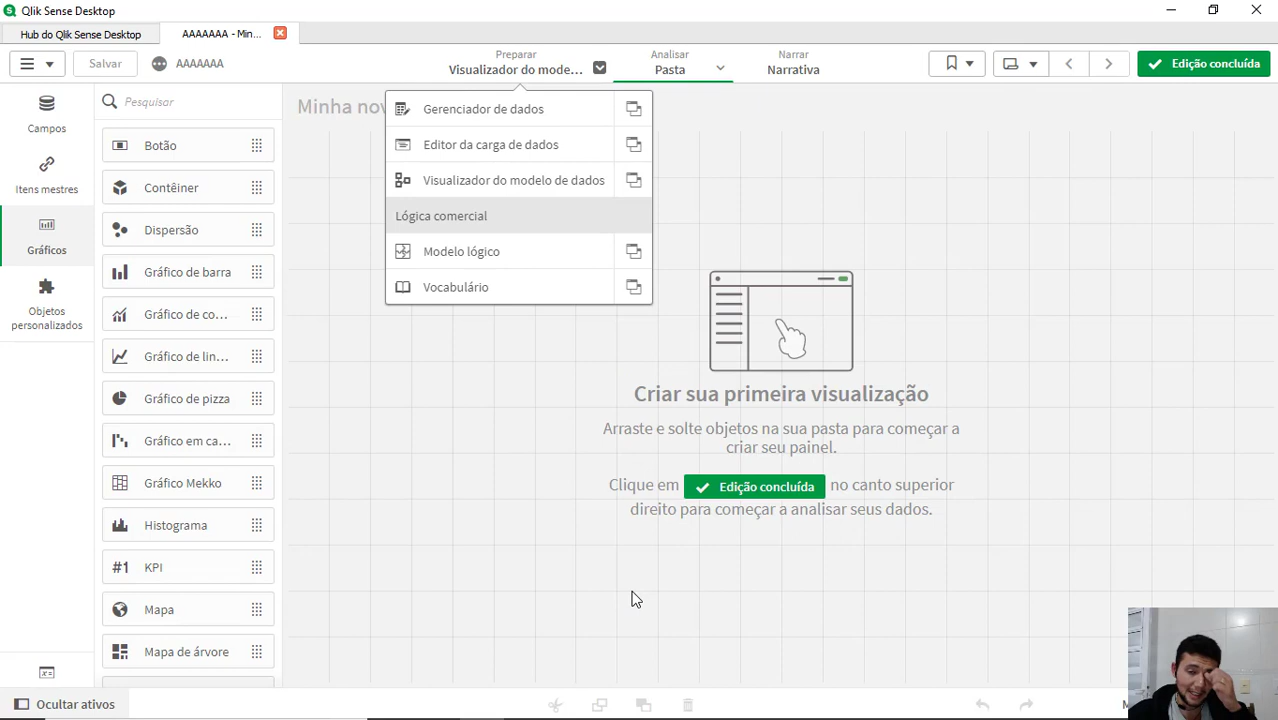 Qlik Sense Desktop
Hub do Qlik Sense Desktop
AAAAAAA - Min...
Salvar
AAAAAAA
Preparar
Visualizador do mode...
Analisar
Pasta
Narrar
Narrativa
Edição concluída
Campos
Itens mestres
Gráficos
Objetos
personalizados
Pesquisar
Botão
Contêiner
Dispersão
Gráfico de barra
Gráfico de co...
Gráfico de lin...
Gráfico de pizza
Gráfico em ca...
Gráfico Mekko
Histograma
#1 KPI
Mapa
Mapa de árvore
Minha nov
Gerenciador de dados
Editor da carga de dados
Visualizador do modelo de dados
Lógica comercial
Modelo lógico
Vocabulário
Criar sua primeira visualização
Arraste e solte objetos na sua pasta para começar a
criar seu painel.
Clique em Edição concluída no canto superior
direito para começar a analisar seus dados.
Ocultar ativos